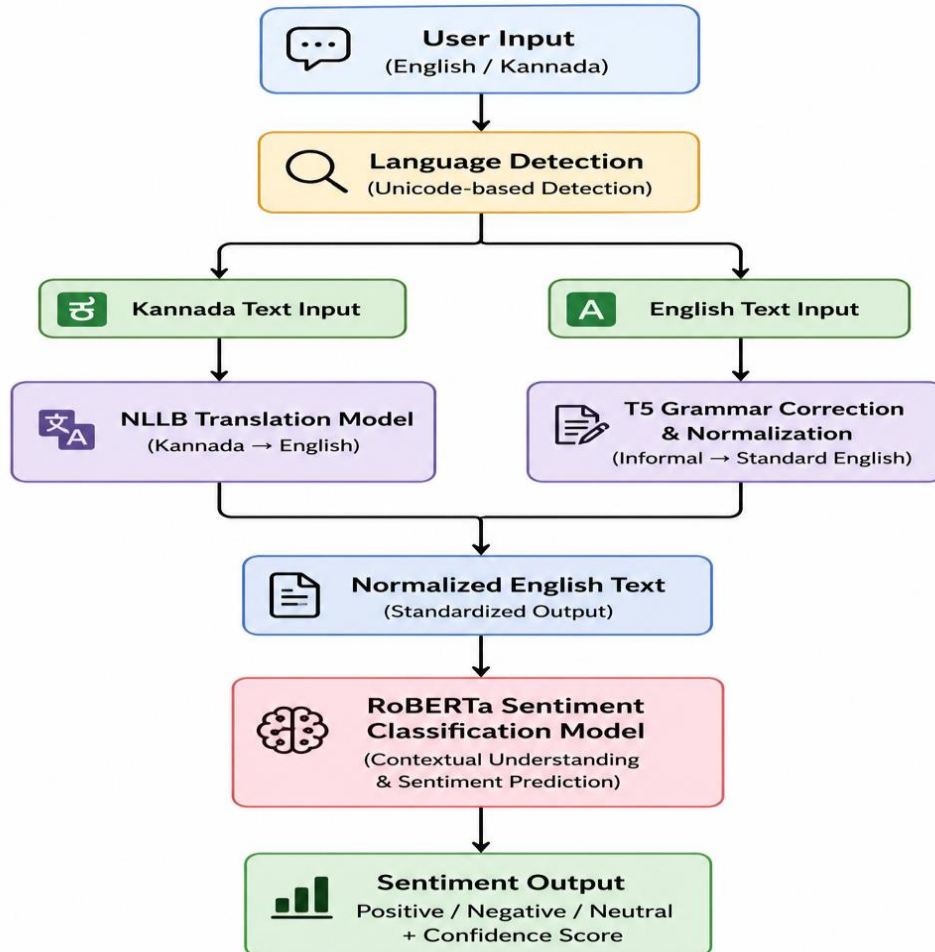 User Input
(English / Kannada)
Language Detection
(Unicode-based Detection)
Kannada Text Input
A English Text Input
文A NLLB Translation Model
(Kannada → English)
T5 Grammar Correction
& Normalization
(Informal → Standard English)
Normalized English Text
(Standardized Output)
RoBERTa Sentiment
Classification Model
(Contextual Understanding
& Sentiment Prediction)
Sentiment Output
Positive / Negative / Neutral
+ Confidence Score